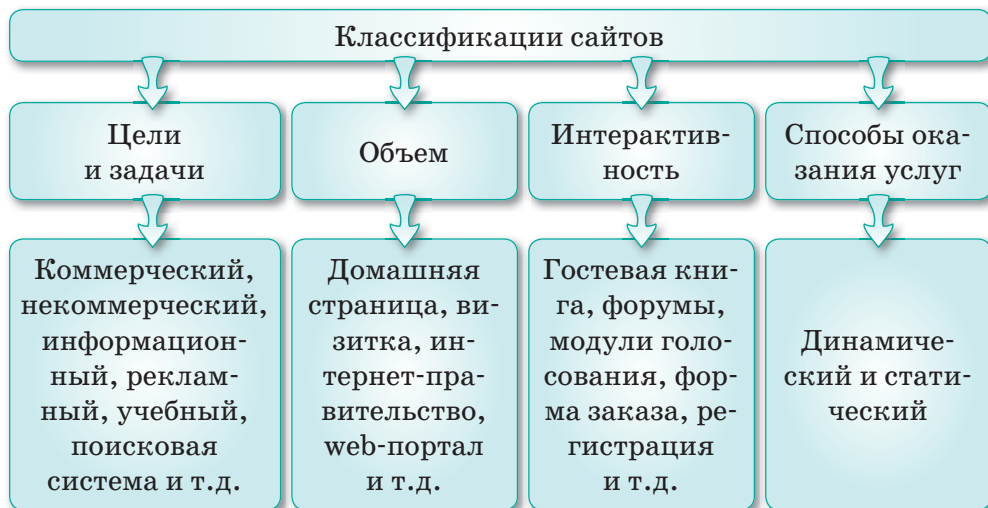 Классификации сайтов
Цели
и задачи
Объем
Интерактив-
ность
Способы ока-
зания услуг
Коммерческий,
некоммерческий,
информацион-
ный, реклам-
ный, учебный,
поисковая
система и т.д.
Домашняя
страница, ви-
зитка, ин-
тернет-пра-
вительство,
web-портал
и т.д.
Гостевая кни-
га, форумы,
модули голо-
сования, фор-
ма заказа, ре-
гистрация
и т.д.
Динамиче-
ский и стати-
ческий